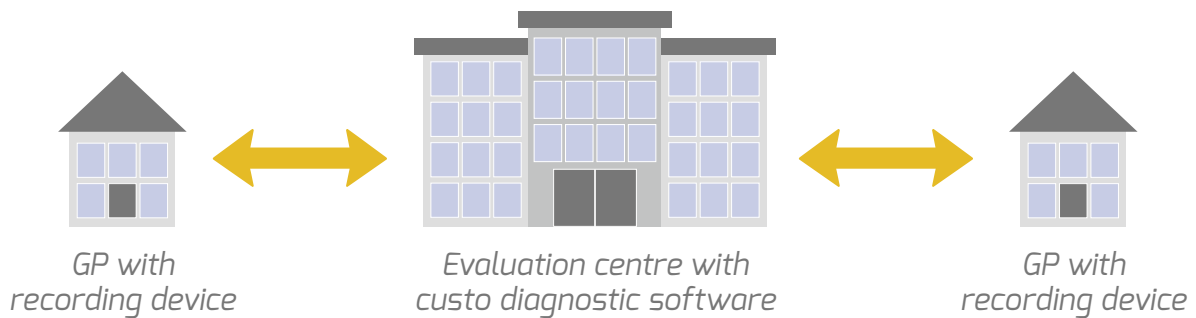 GP with
recording device
Evaluation centre with
custo diagnostic software
GP with
recording device